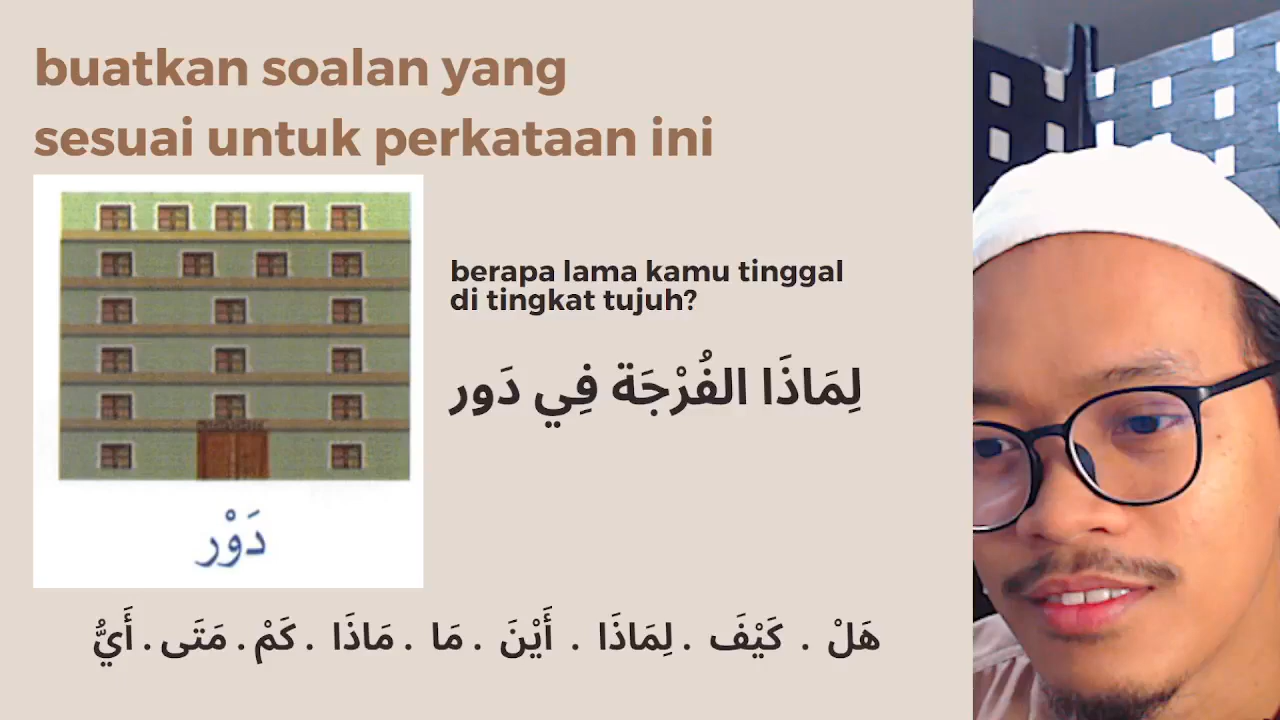 buatkan soalan yang
sesuai untuk perkataan ini
berapa lama kamu tinggal
di tingkat tujuh?
لِمَاذَا الفُرْجَة فِي دَور
دَوْر
هَلْ . كَيْفَ . لِمَاذَا . أَيْنَ . مَا . مَاذَا . كَمْ . مَتَى . أَيُّ